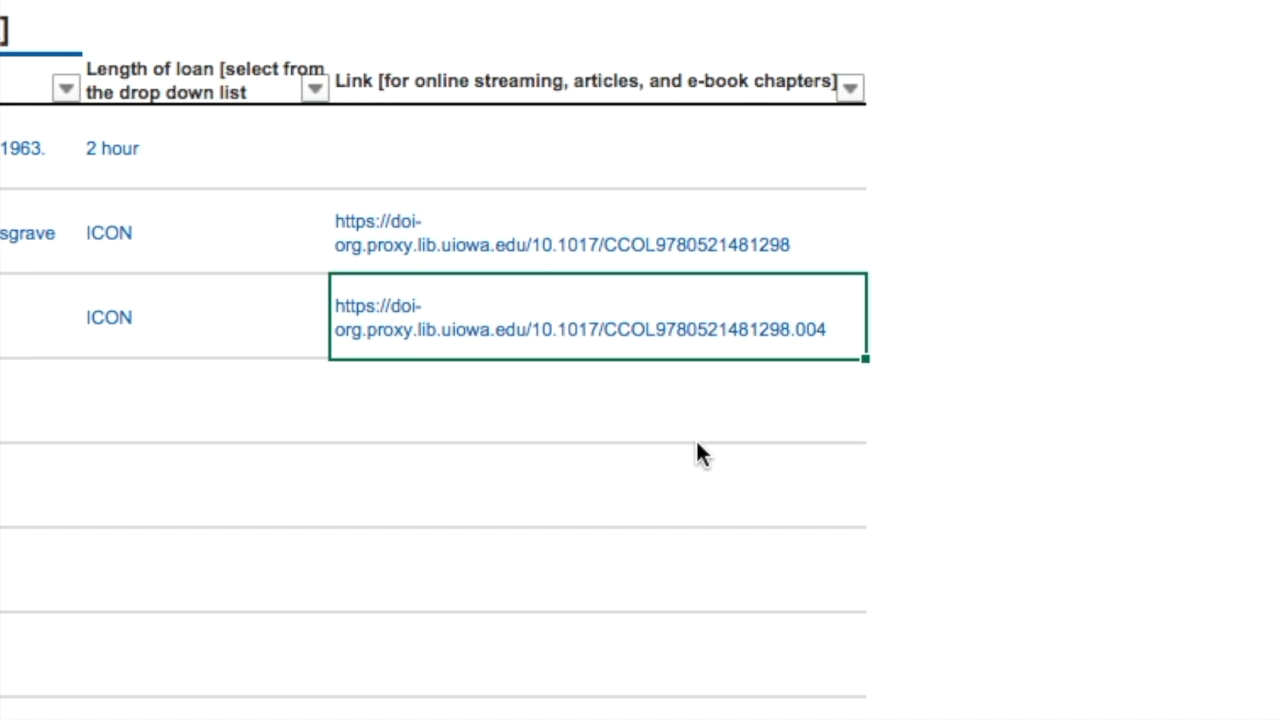 ]
Length of loan [select from
the drop down list
Link [for online streaming, articles, and e-book chapters]
1963.
2 hour
sgrave
ICON
https://doi-
org.proxy.lib.uiowa.edu/10.1017/CCOL9780521481298
ICON
https://doi-
org.proxy.lib.uiowa.edu/10.1017/CCOL9780521481298.004